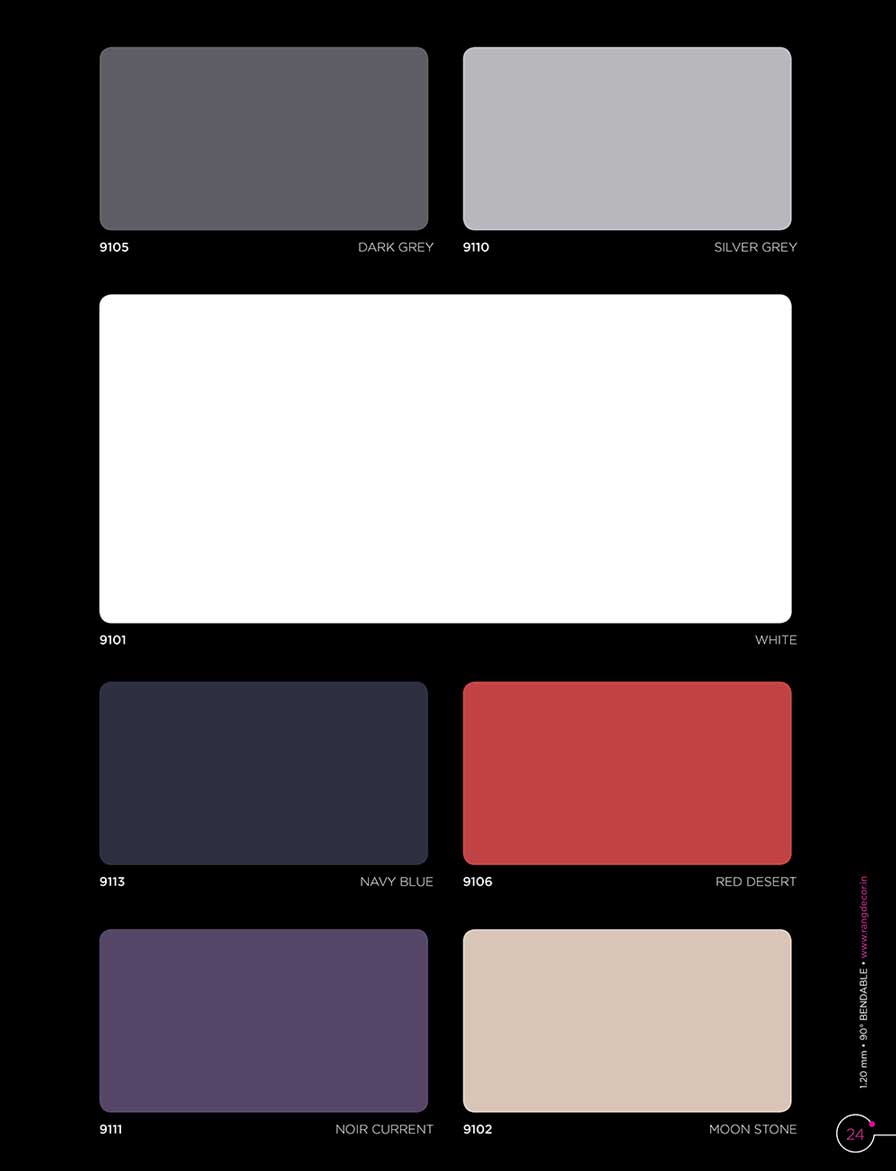 9105 DARK GREY
9110 SILVER GREY
9101 WHITE
9113 NAVY BLUE
9106 RED DESERT
9111 NOIR CURRENT
9102 MOON STONE
1.20 mm • 90° BENDABLE • www.rangdecor.in
24